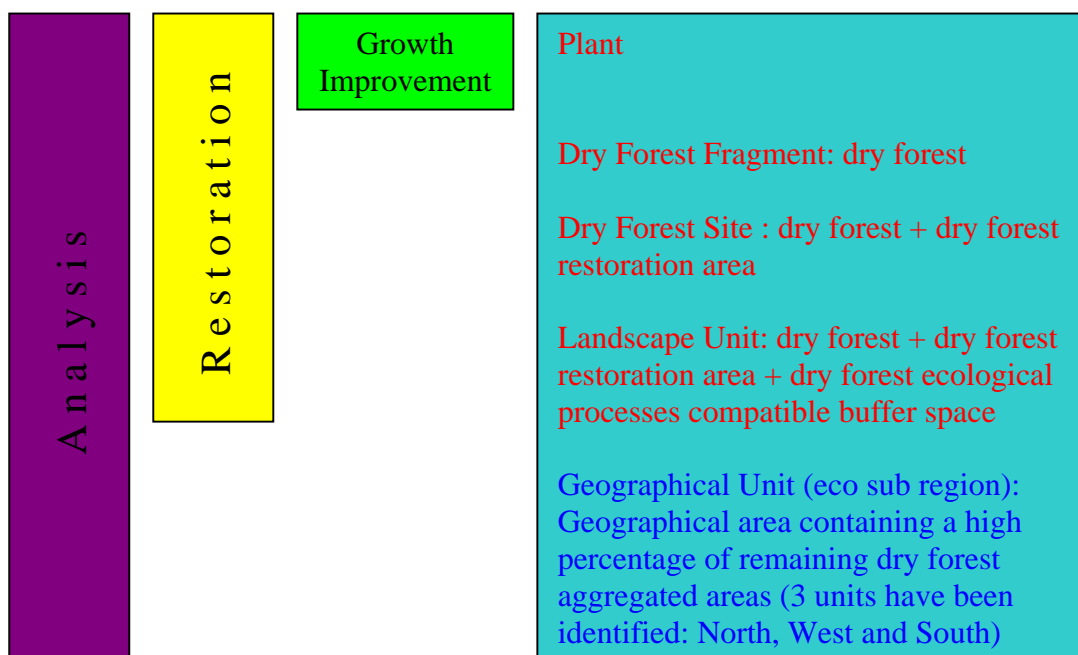 Analysis
Restoration
Growth
Improvement
Plant
Dry Forest Fragment: dry forest
Dry Forest Site : dry forest + dry forest
restoration area
Landscape Unit: dry forest + dry forest
restoration area + dry forest ecological
processes compatible buffer space
Geographical Unit (eco sub region):
Geographical area containing a high
percentage of remaining dry forest
aggregated areas (3 units have been
identified: North, West and South)